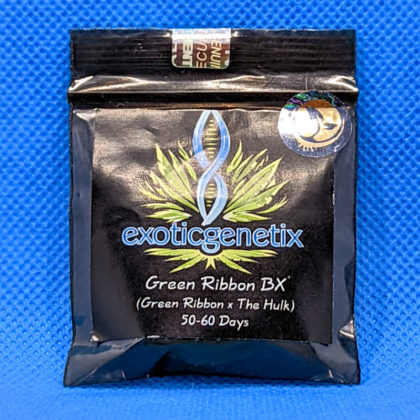 exoticgenetix
Green Ribbon BX
(Green Ribbon x The Hulk)
50-60 Days